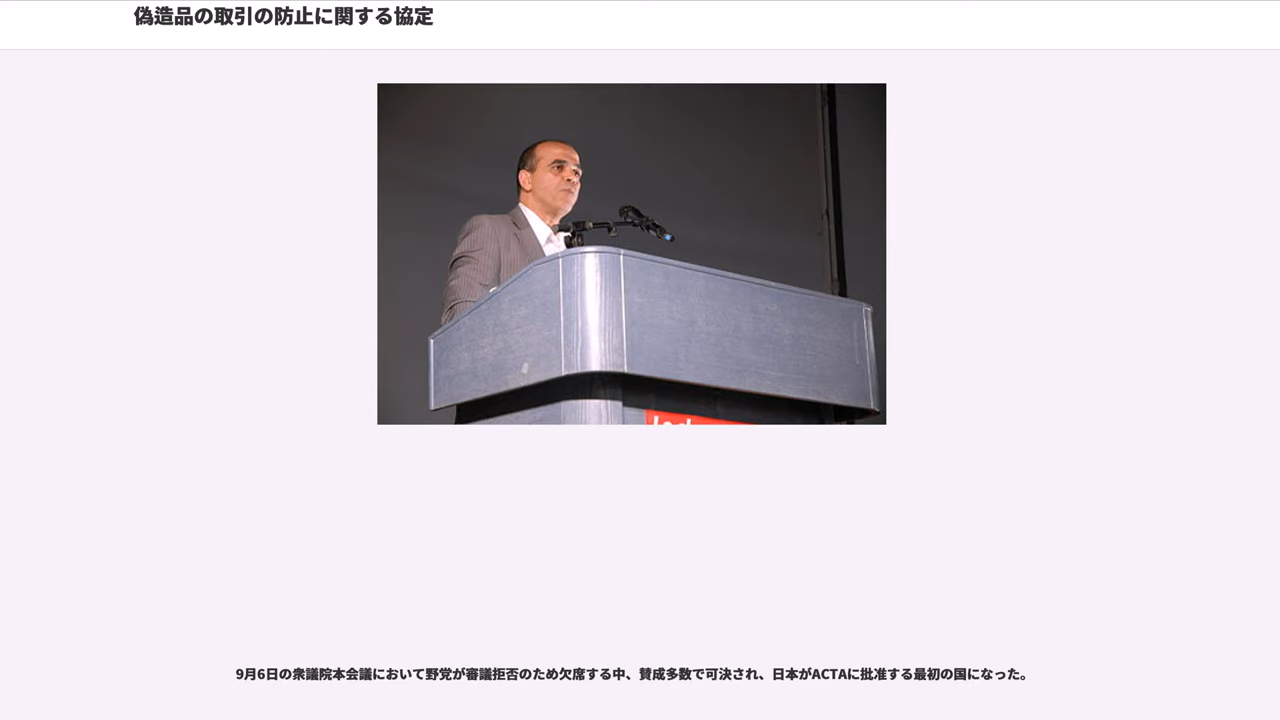 偽造品の取引の防止に関する協定
9月6日の衆議院本会議において野党が審議拒否のため欠席する中、賛成多数で可決され、日本がACTAに批准する最初の国になった。